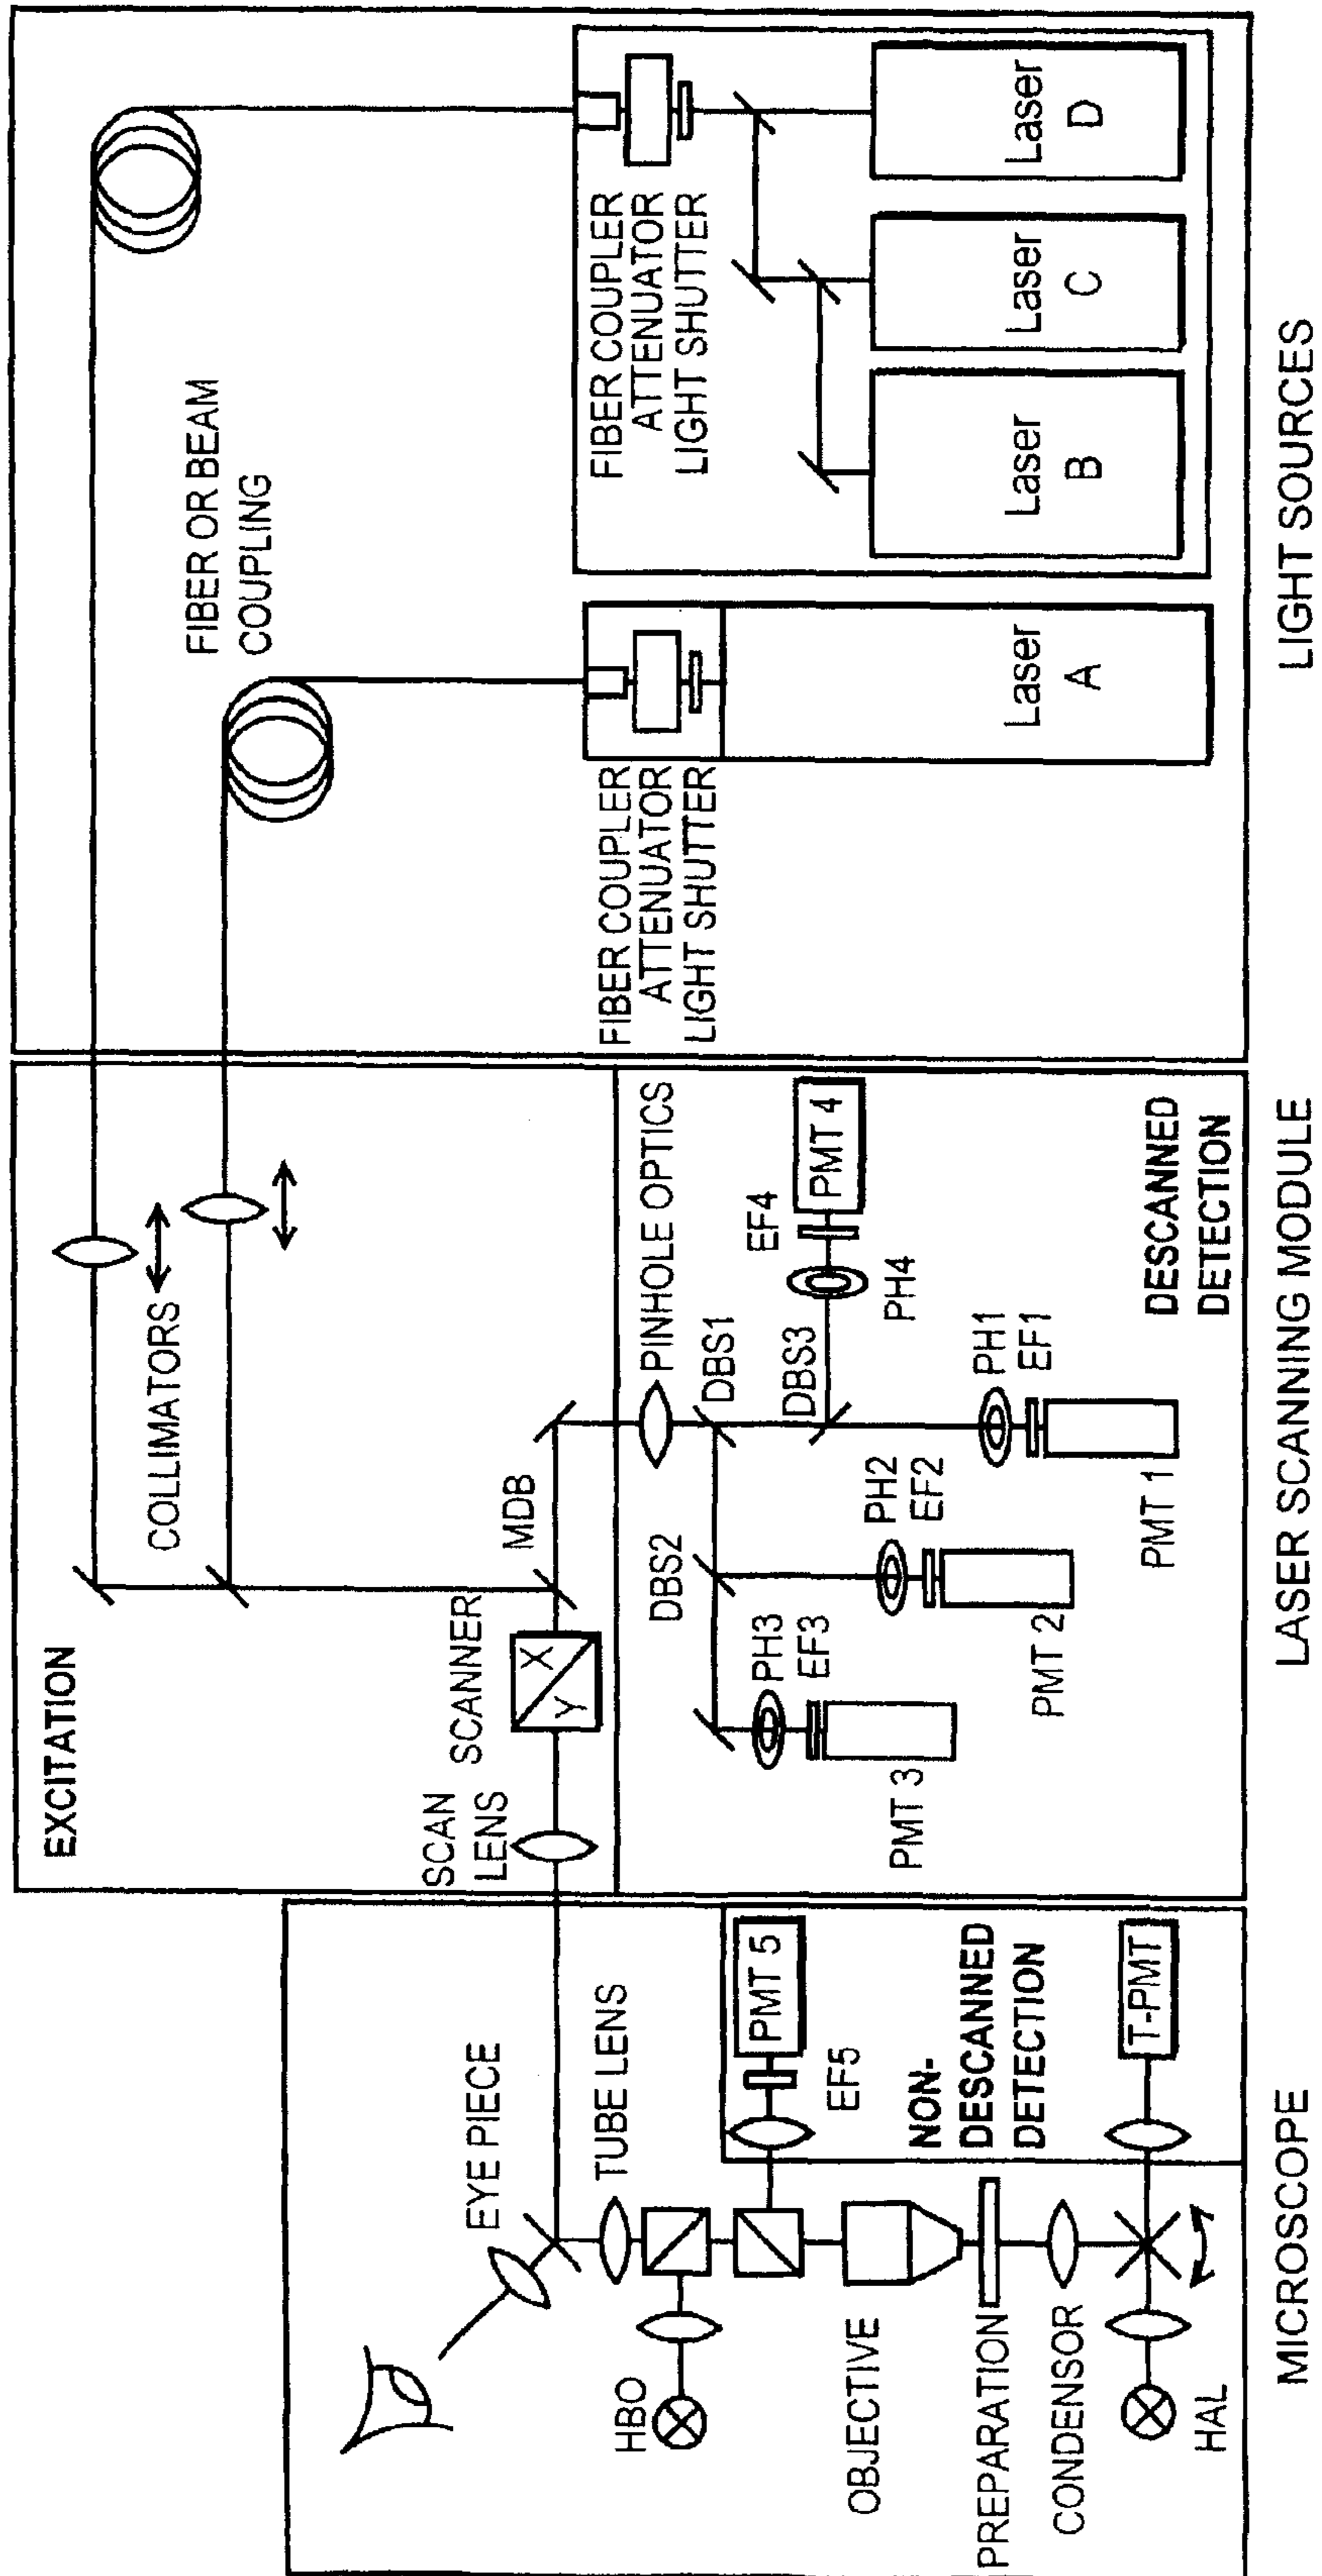 EXCITATION
COLLIMATORS
SCAN
LENS
SCANNER
MDB
FIBER OR BEAM
COUPLING
EYE PIECE
TUBE LENS
HBO
PMT 5
EF5
OBJECTIVE
NON-
DESCANNED
DETECTION
PREPARATION
CONDENSOR
T-PMT
HAL
PINHOLE OPTICS
DBS2
DBS1
EF4
PMT 4
PH3
EF3
DBS3
PH4
PH2
EF2
PMT 3
PH1
EF1
PMT 2
PMT 1
DESCANNED
DETECTION
FIBER COUPLER
ATTENUATOR
LIGHT SHUTTER
FIBER COUPLER
ATTENUATOR
LIGHT SHUTTER
X
Y
Laser
A
Laser
B
Laser
C
Laser
D
MICROSCOPE
LASER SCANNING MODULE
LIGHT SOURCES